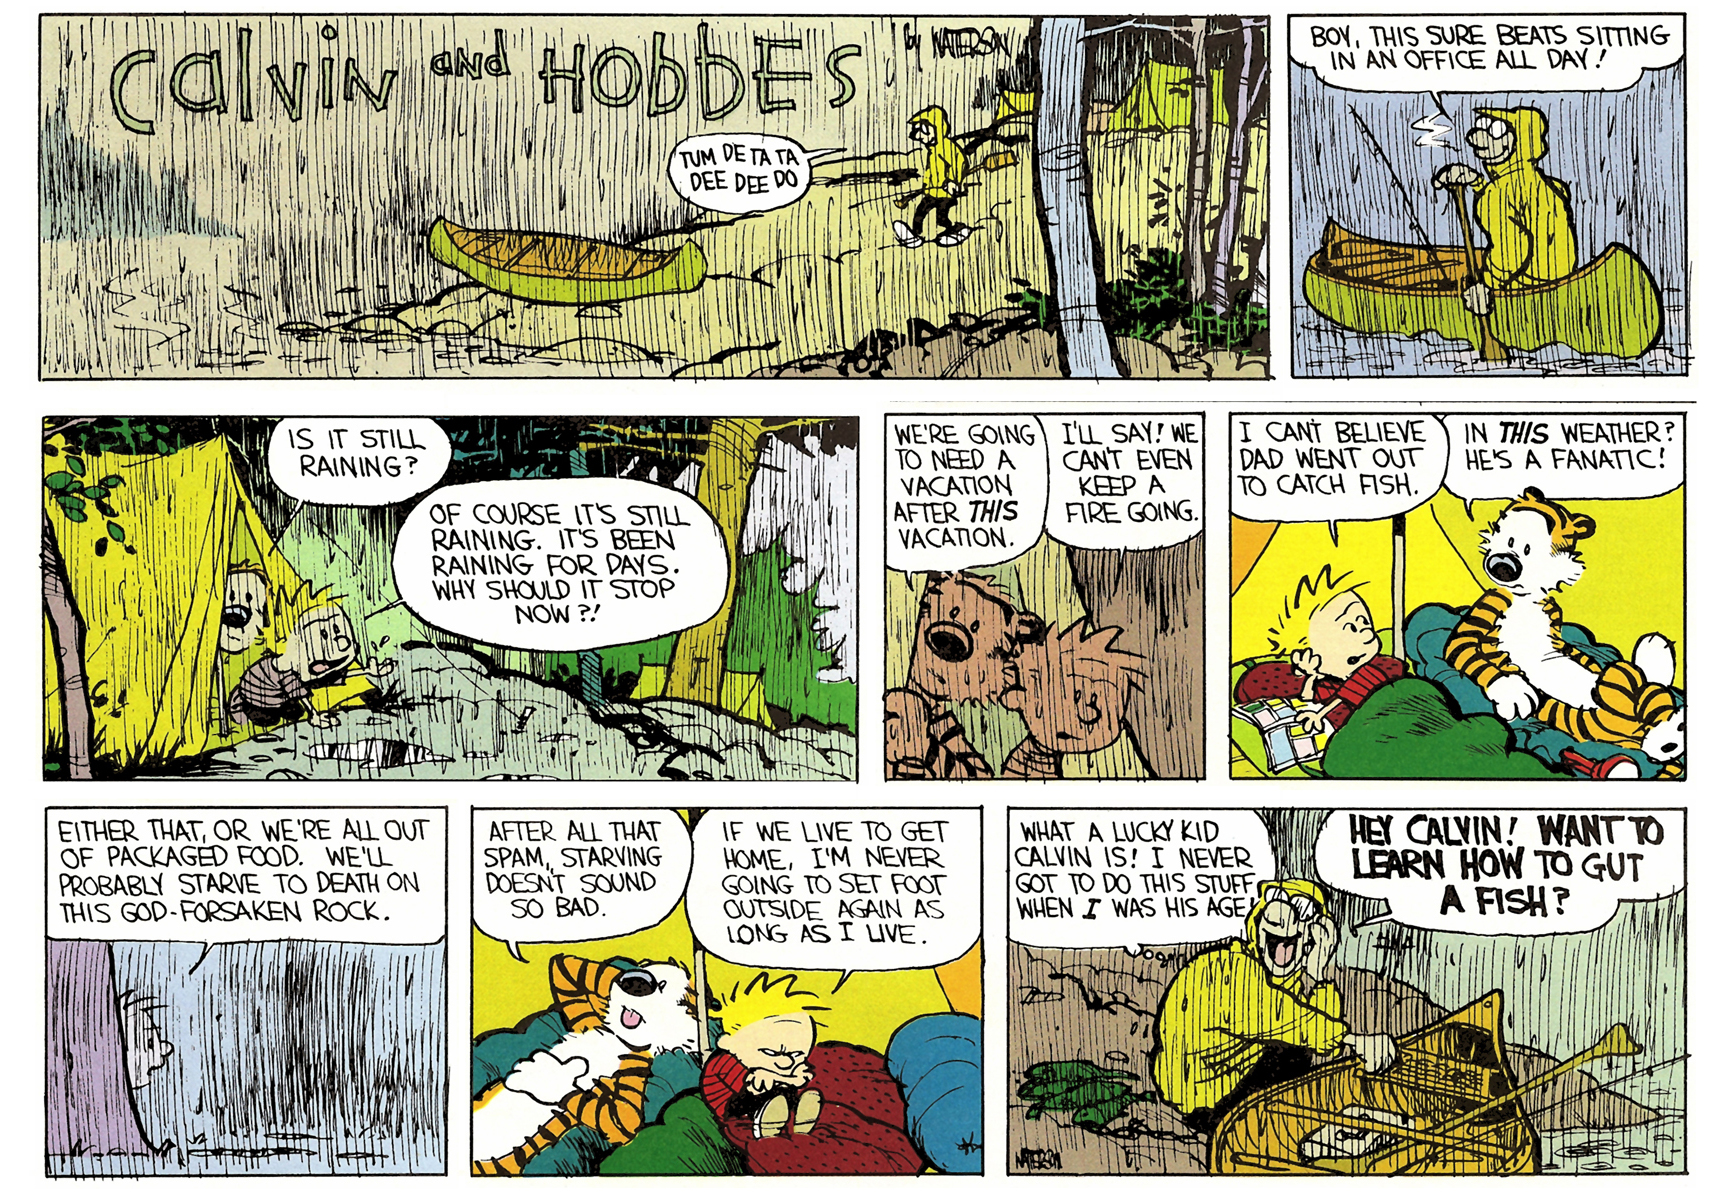 Calvin and Hobbes
by WATERSON
TUM DE TA TA
DEE DEE DO
BOY, THIS SURE BEATS SITTING
IN AN OFFICE ALL DAY!
IS IT STILL
RAINING?
OF COURSE IT'S STILL
RAINING. IT'S BEEN
RAINING FOR DAYS.
WHY SHOULD IT STOP
NOW?!
WE'RE GOING
TO NEED A
VACATION
AFTER THIS
VACATION.
I'LL SAY! WE
CAN'T EVEN
KEEP A
FIRE GOING.
I CAN'T BELIEVE
DAD WENT OUT
TO CATCH FISH.
IN THIS WEATHER?
HE'S A FANATIC!
EITHER THAT, OR WE'RE ALL OUT
OF PACKAGED FOOD. WE'LL
PROBABLY STARVE TO DEATH ON
THIS GOD-FORSAKEN ROCK.
AFTER ALL THAT
SPAM, STARVING
DOESN'T SOUND
SO BAD.
IF WE LIVE TO GET
HOME, I'M NEVER
GOING TO SET FOOT
OUTSIDE AGAIN AS
LONG AS I LIVE.
WHAT A LUCKY KID
CALVIN IS! I NEVER
GOT TO DO THIS STUFF
WHEN I WAS HIS AGE!
HEY CALVIN! WANT TO
LEARN HOW TO GUT
A FISH?
WATERSON